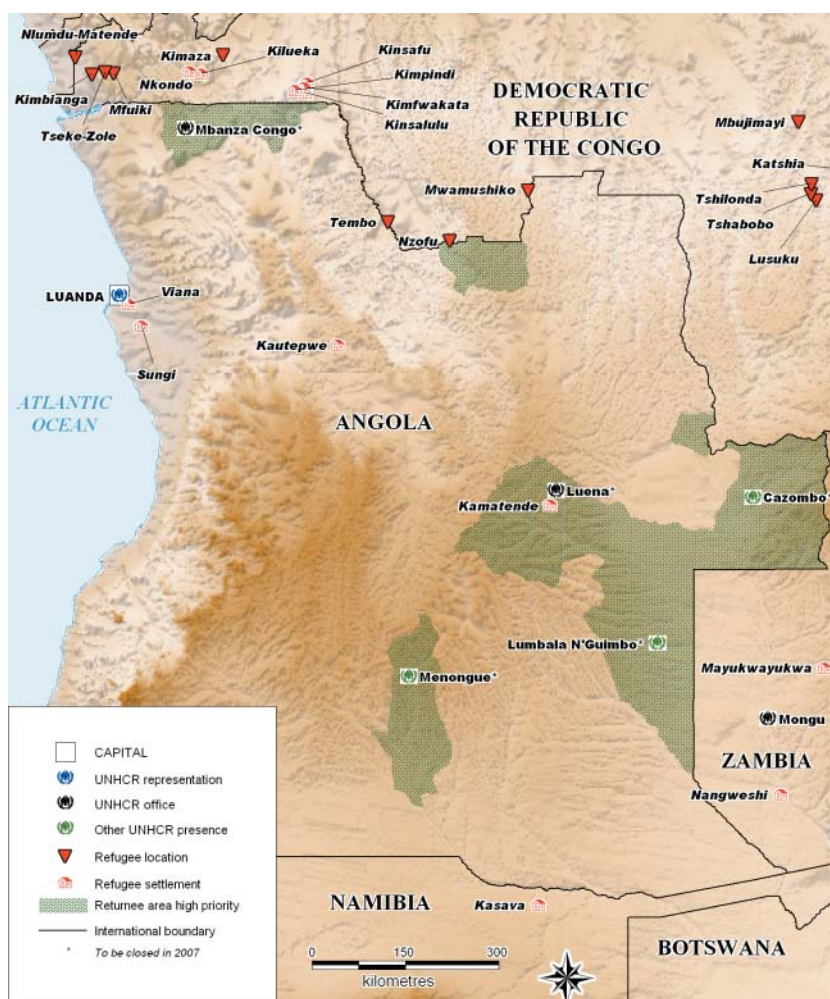 Nlumdu-Matende
Kimaza
Kilueka
Kinsafu
Kimpindi
Nkondo
Kimbianga
Mfuiki
Kimfwakata
Tseke-Zole
Kinsalulu
Mbanza Congo*
DEMOCRATIC
REPUBLIC
OF THE CONGO
Mbujimayi
Katshia
Mwamushiko
Tshilonda
Tembo
Tshabobo
Nzofu
Lusuku
LUANDA
Viana
Kautepwe
Sungi
ATLANTIC
OCEAN
ANGOLA
Luena*
Kamatende
Cazombo*
Lumbala N'Guimbo*
Mayukwayukwa
Menongue*
Mongu
ZAMBIA
Nangweshi
CAPITAL
UNHCR representation
UNHCR office
Other UNHCR presence
Refugee location
Refugee settlement
Returnee area high priority
International boundary
* To be closed in 2007
NAMIBIA
Kasava
BOTSWANA
0 150 300
kilometres